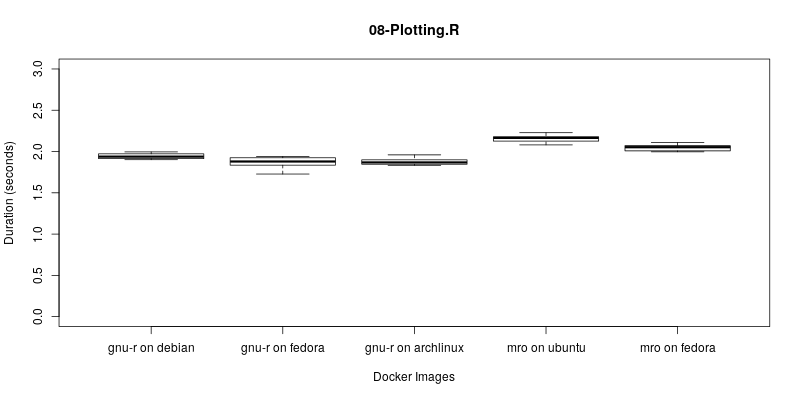 08-Plotting.R
Duration (seconds)
3.0
2.5
2.0
1.5
1.0
0.5
0.0
gnu-r on debian
gnu-r on fedora
gnu-r on archlinux
mro on ubuntu
mro on fedora
Docker Images